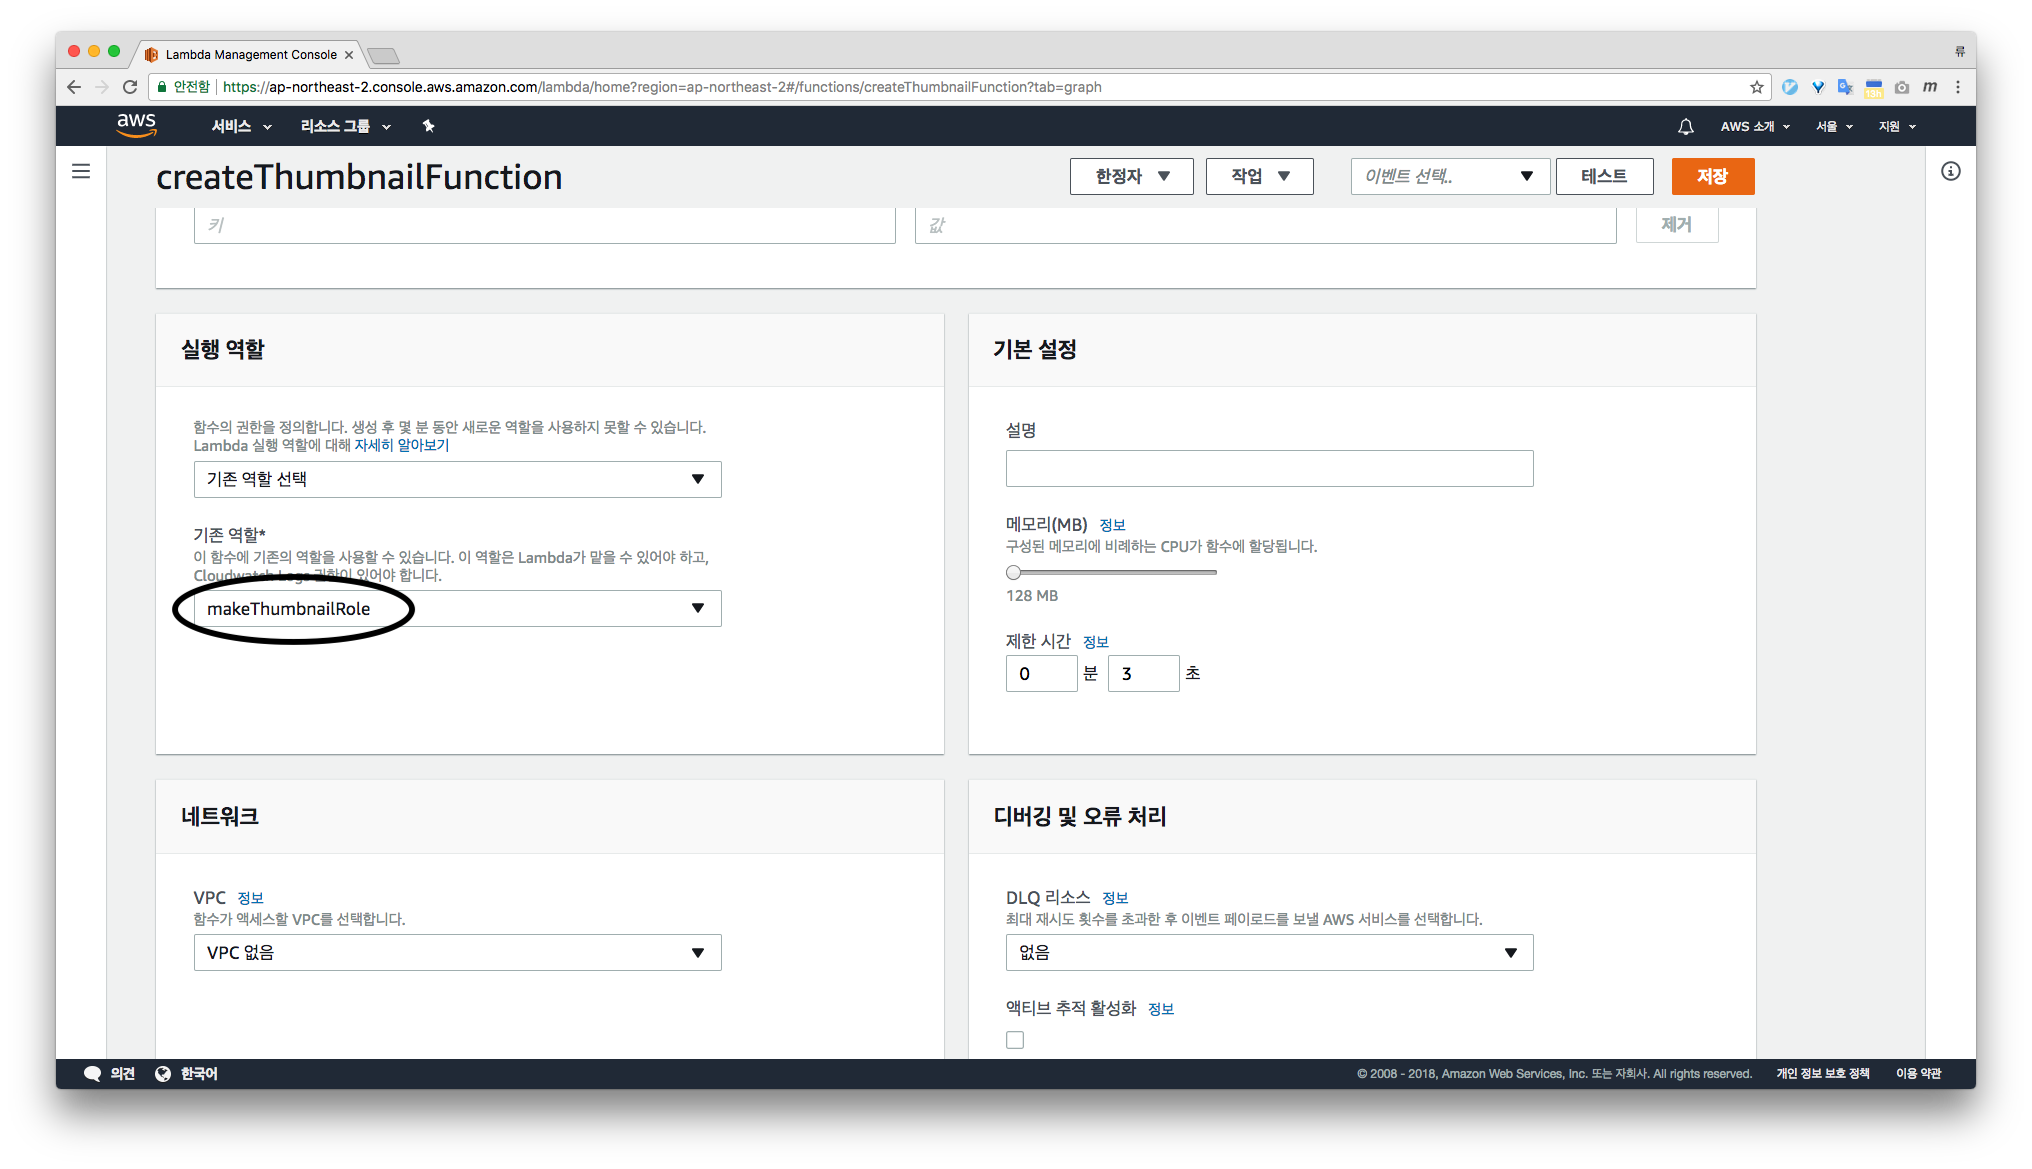 Lambda Management Console
류
안전함 https://ap-northeast-2.console.aws.amazon.com/lambda/home?region=ap-northeast-2#/functions/createThumbnailFunction?tab=graph
13h
m
aws 서비스 리소스 그룹 AWS 소개 서울 지원
createThumbnailFunction 한정자 작업 이벤트 선택.. 테스트 저장
키 값 제거
실행 역할
함수의 권한을 정의합니다. 생성 후 몇 분 동안 새로운 역할을 사용하지 못할 수 있습니다.
Lambda 실행 역할에 대해 자세히 알아보기
기존 역할 선택
기존 역할*
이 함수에 기존의 역할을 사용할 수 있습니다. 이 역할은 Lambda가 맡을 수 있어야 하고,
Cloudwatch Logs 권한이 있어야 합니다.
makeThumbnailRole
기본 설정
설명
메모리(MB) 정보
구성된 메모리에 비례하는 CPU가 함수에 할당됩니다.
128 MB
제한 시간 정보
0 분 3 초
네트워크
VPC 정보
함수가 액세스할 VPC를 선택합니다.
VPC 없음
디버깅 및 오류 처리
DLQ 리소스 정보
최대 재시도 횟수를 초과한 후 이벤트 페이로드를 보낼 AWS 서비스를 선택합니다.
없음
액티브 추적 활성화 정보
의견 한국어 © 2008 - 2018, Amazon Web Services, Inc. 또는 자회사. All rights reserved. 개인 정보 보호 정책 이용 약관